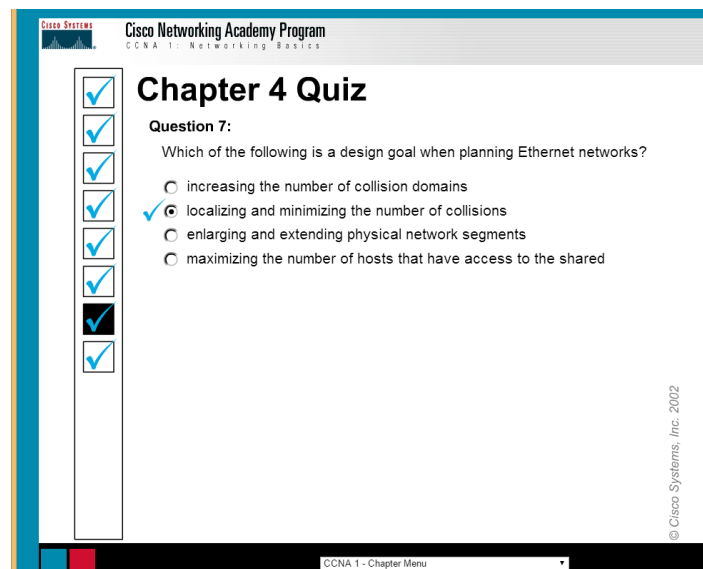 CISCO SYSTEMS
Cisco Networking Academy Program
CCNA 1: Networking Basics
Chapter 4 Quiz
Question 7:
Which of the following is a design goal when planning Ethernet networks?
increasing the number of collision domains
localizing and minimizing the number of collisions
enlarging and extending physical network segments
maximizing the number of hosts that have access to the shared
© Cisco Systems, Inc. 2002
CCNA 1 - Chapter Menu